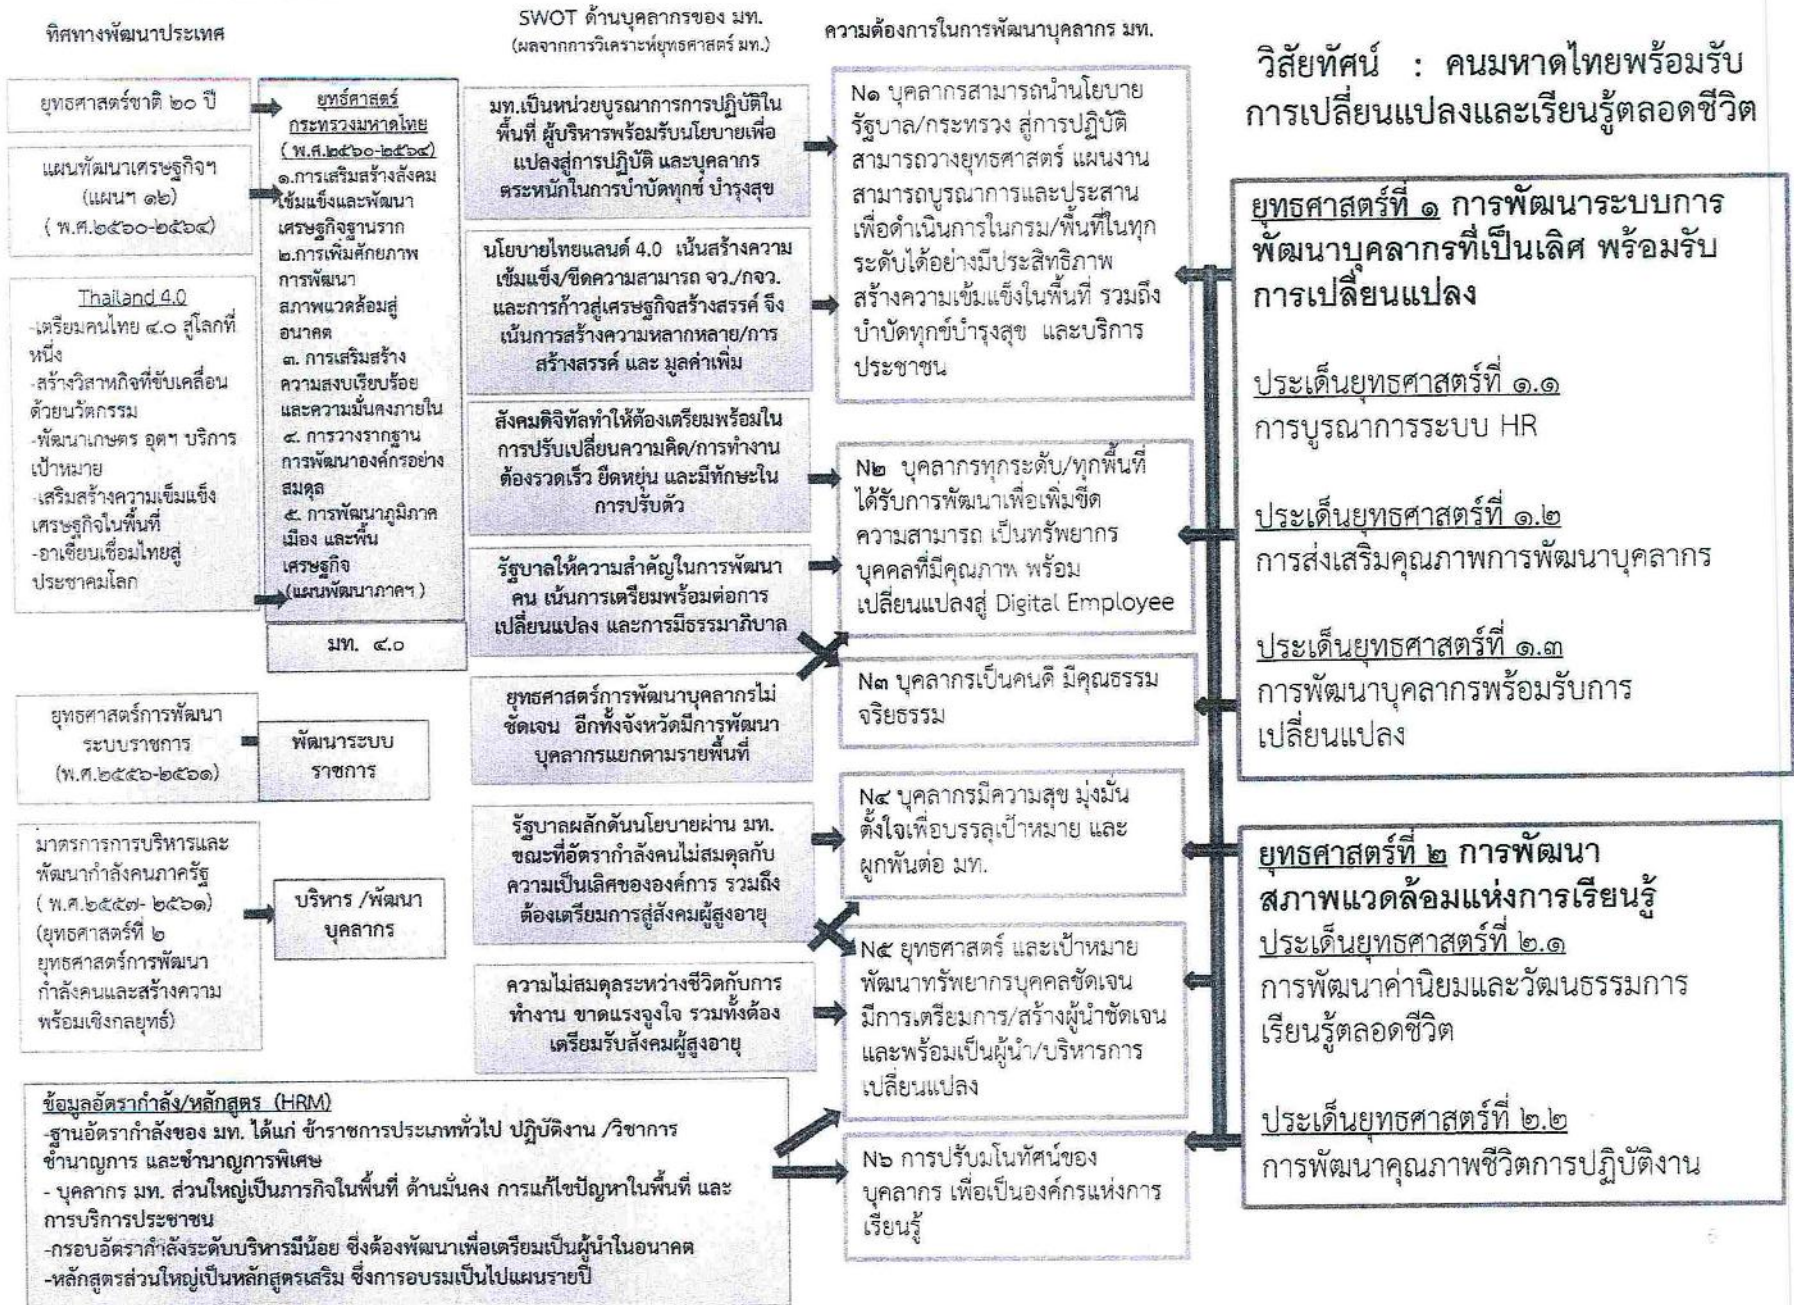 ทิศทางพัฒนาประเทศ
ยุทธศาสตร์ชาติ ๒๐ ปี
แผนพัฒนาเศรษฐกิจฯ
(แผนฯ ๑๒)
( พ.ศ.๒๕๖๐-๒๕๖๔)
Thailand 4.0
-เตรียมคนไทย ๔.๐ สู่โลกที่
หนึ่ง
-สร้างวิสาหกิจที่ขับเคลื่อน
ด้วยนวัตกรรม
-พัฒนาเกษตร อุตฯ บริการ
เป้าหมาย
-เสริมสร้างความเข็มแข็ง
เศรษฐกิจในพื้นที่
-อาเซียนเชื่อมไทยสู่
ประชาคมโลก
ยุทธศาสตร์การพัฒนา
ระบบราชการ
(พ.ศ.๒๕๕๖-๒๕๖๑)
มาตรการการบริหารและ
พัฒนากำลังคนภาครัฐ
( พ.ศ.๒๕๕๗- ๒๕๖๑)
(ยุทธศาสตร์ที่ ๒
ยุทธศาสตร์การพัฒนา
กำลังคนและสร้างความ
พร้อมเชิงกลยุทธ์)
ยุทธ์ศาสตร์
กระทรวงมหาดไทย
( พ.ศ.๒๕๖๐-๒๕๖๔)
๑.การเสริมสร้างสังคม
เข้มแข็งและพัฒนา
เศรษฐกิจฐานราก
๒.การเพิ่มศักยภาพ
การพัฒนา
สภาพแวดล้อมสู่
อนาคต
๓. การเสริมสร้าง
ความสงบเรียบร้อย
และความมั่นคงภายใน
๔. การวางรากฐาน
การพัฒนาองค์กรอย่าง
สมดุล
๕. การพัฒนาภูมิภาค
เมือง และพื้น
เศรษฐกิจ
(แผนพัฒนาภาคฯ )
มท. ๔.๐
พัฒนาระบบ
ราชการ
บริหาร /พัฒนา
บุคลากร
SWOT ด้านบุคลากรของ มท.
(ผลจากการวิเคราะห์ยุทธศาสตร์ มท.)
มท.เป็นหน่วยบูรณาการการปฏิบัติใน
พื้นที่ ผู้บริหารพร้อมรับนโยบายเพื่อ
แปลงสู่การปฏิบัติ และบุคลากร
ตระหนักในการบำบัดทุกข์ บำรุงสุข
นโยบายไทยแลนด์ 4.0 เน้นสร้างความ
เข้มแข็ง/ขีดความสามารถ จว./กจว.
และการก้าวสู่เศรษฐกิจสร้างสรรค์ จึง
เน้นการสร้างความหลากหลาย/การ
สร้างสรรค์ และ มูลค่าเพิ่ม
สังคมดิจิทัลทำให้ต้องเตรียมพร้อมใน
การปรับเปลี่ยนความคิด/การทำงาน
ต้องรวดเร็ว ยืดหยุ่น และมีทักษะใน
การปรับตัว
รัฐบาลให้ความสำคัญในการพัฒนา
คน เน้นการเตรียมพร้อมต่อการ
เปลี่ยนแปลง และการมีธรรมาภิบาล
ยุทธศาสตร์การพัฒนาบุคลากรไม่
ชัดเจน อีกทั้งจังหวัดมีการพัฒนา
บุคลากรแยกตามรายพื้นที่
รัฐบาลผลักดันนโยบายผ่าน มท.
ขณะที่อัตรากำลังคนไม่สมดุลกับ
ความเป็นเลิศขององค์การ รวมถึง
ต้องเตรียมการสู่สังคมผู้สูงอายุ
ความไม่สมดุลระหว่างชีวิตกับการ
ทำงาน ขาดแรงจูงใจ รวมทั้งต้อง
เตรียมรับสังคมผู้สูงอายุ
ข้อมูลอัตรากำลัง/หลักสูตร (HRM)
-ฐานอัตรากำลังของ มท. ได้แก่ ข้าราชการประเภททั่วไป ปฏิบัติงาน /วิชาการ
ชำนาญการ และชำนาญการพิเศษ
- บุคลากร มท. ส่วนใหญ่เป็นภารกิจในพื้นที่ ด้านมั่นคง การแก้ไขปัญหาในพื้นที่ และ
การบริการประชาชน
-กรอบอัตรากำลังระดับบริหารมีน้อย ซึ่งต้องพัฒนาเพื่อเตรียมเป็นผู้นำในอนาคต
-หลักสูตรส่วนใหญ่เป็นหลักสูตรเสริม ซึ่งการอบรมเป็นไปแผนรายปี
ความต้องการในการพัฒนาบุคลากร มท.
N๑ บุคลากรสามารถนำนโยบาย
รัฐบาล/กระทรวง สู่การปฏิบัติ
สามารถวางยุทธศาสตร์ แผนงาน
สามารถบูรณาการและประสาน
เพื่อดำเนินการในกรม/พื้นที่ในทุก
ระดับได้อย่างมีประสิทธิภาพ
สร้างความเข้มแข็งในพื้นที่ รวมถึง
บำบัดทุกข์บำรุงสุข และบริการ
ประชาชน
N๒ บุคลากรทุกระดับ/ทุกพื้นที่
ได้รับการพัฒนาเพื่อเพิ่มขีด
ความสามารถ เป็นทรัพยากร
บุคคลที่มีคุณภาพ พร้อม
เปลี่ยนแปลงสู่ Digital Employee
N๓ บุคลากรเป็นคนดี มีคุณธรรม
จริยธรรม
N๔ บุคลากรมีความสุข มุ่งมั่น
ตั้งใจเพื่อบรรลุเป้าหมาย และ
ผูกพันต่อ มท.
N๕ ยุทธศาสตร์ และเป้าหมาย
พัฒนาทรัพยากรบุคคลชัดเจน
มีการเตรียมการ/สร้างผู้นำชัดเจน
และพร้อมเป็นผู้นำ/บริหารการ
เปลี่ยนแปลง
N๖ การปรับมโนทัศน์ของ
บุคลากร เพื่อเป็นองค์กรแห่งการ
เรียนรู้
วิสัยทัศน์ : คนมหาดไทยพร้อมรับ
การเปลี่ยนแปลงและเรียนรู้ตลอดชีวิต
ยุทธศาสตร์ที่ ๑ การพัฒนาระบบการ
พัฒนาบุคลากรที่เป็นเลิศ พร้อมรับ
การเปลี่ยนแปลง
ประเด็นยุทธศาสตร์ที่ ๑.๑
การบูรณาการระบบ HR
ประเด็นยุทธศาสตร์ที่ ๑.๒
การส่งเสริมคุณภาพการพัฒนาบุคลากร
ประเด็นยุทธศาสตร์ที่ ๑.๓
การพัฒนาบุคลากรพร้อมรับการ
เปลี่ยนแปลง
ยุทธศาสตร์ที่ ๒ การพัฒนา
สภาพแวดล้อมแห่งการเรียนรู้
ประเด็นยุทธศาสตร์ที่ ๒.๑
การพัฒนาค่านิยมและวัฒนธรรมการ
เรียนรู้ตลอดชีวิต
ประเด็นยุทธศาสตร์ที่ ๒.๒
การพัฒนาคุณภาพชีวิตการปฏิบัติงาน